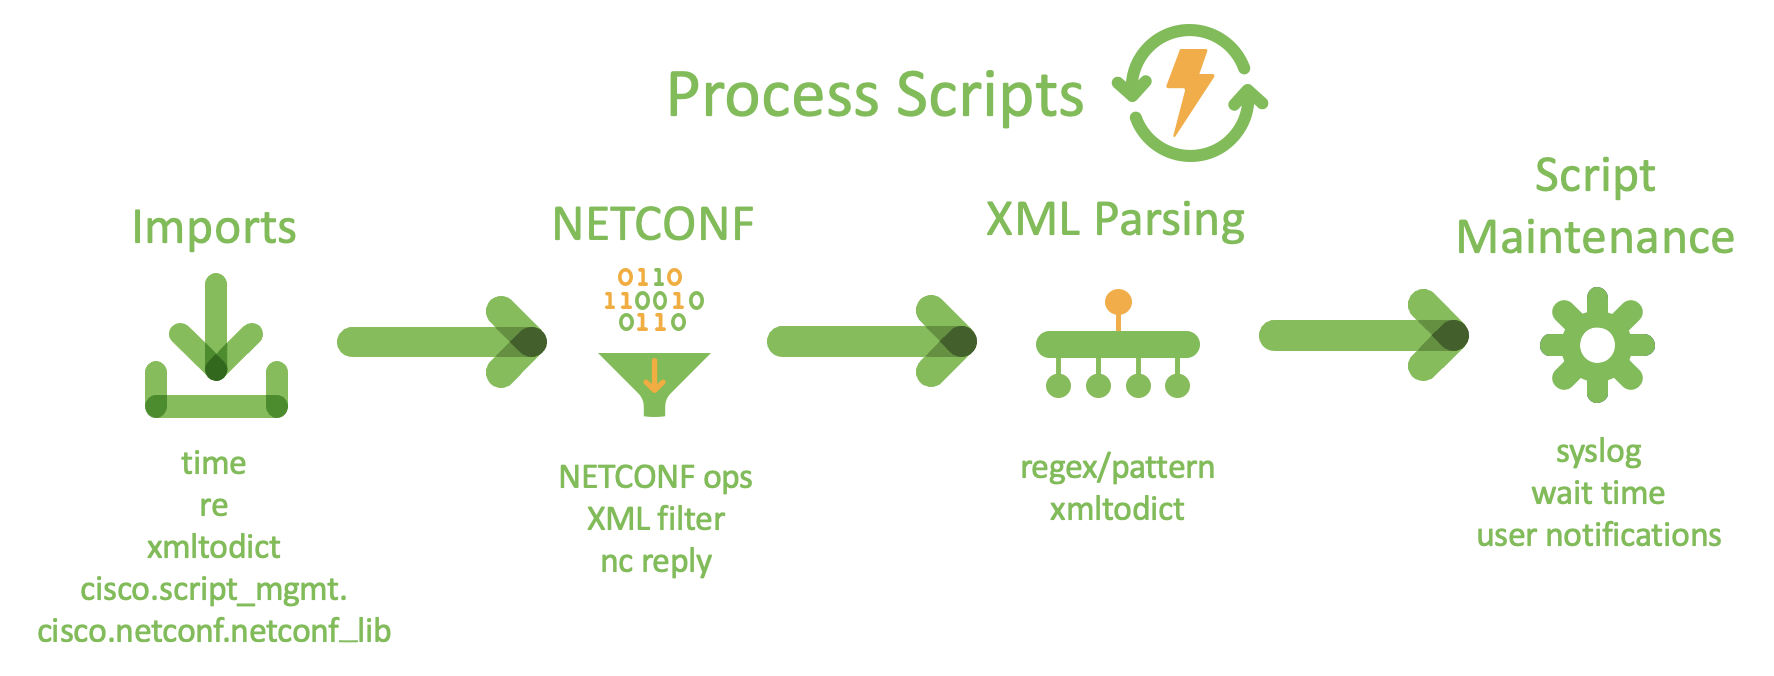 Process Scripts
Imports
time
re
xmltodict
cisco.script_mgmt.
cisco.netconf.netconf_lib
NETCONF
0110
110010
0110
NETCONF ops
XML filter
nc reply
XML Parsing
regex/pattern
xmltodict
Script
Maintenance
syslog
wait time
user notifications